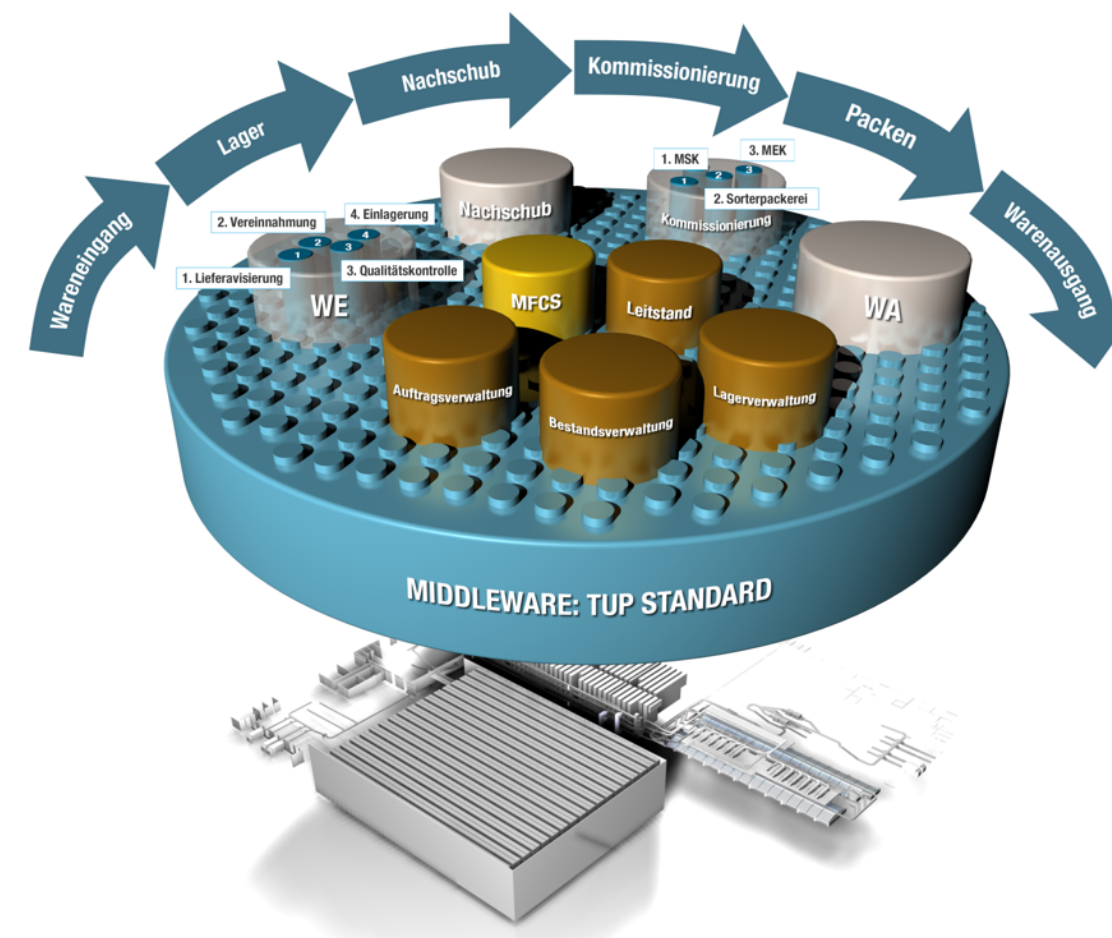 Wareneingang
Lager
Nachschub
Kommissionierung
Packen
Warenausgang
1. MSK
3. MEK
2. Sorterpackerei
1
2
3
Kommissionierung
Nachschub
2. Vereinnahmung
4. Einlagerung
1. Lieferavisierung
3. Qualitätskontrolle
1
2
3
4
WE
MFCS
Leitstand
WA
Auftragsverwaltung
Bestandsverwaltung
Lagerverwaltung
MIDDLEWARE: TUP STANDARD